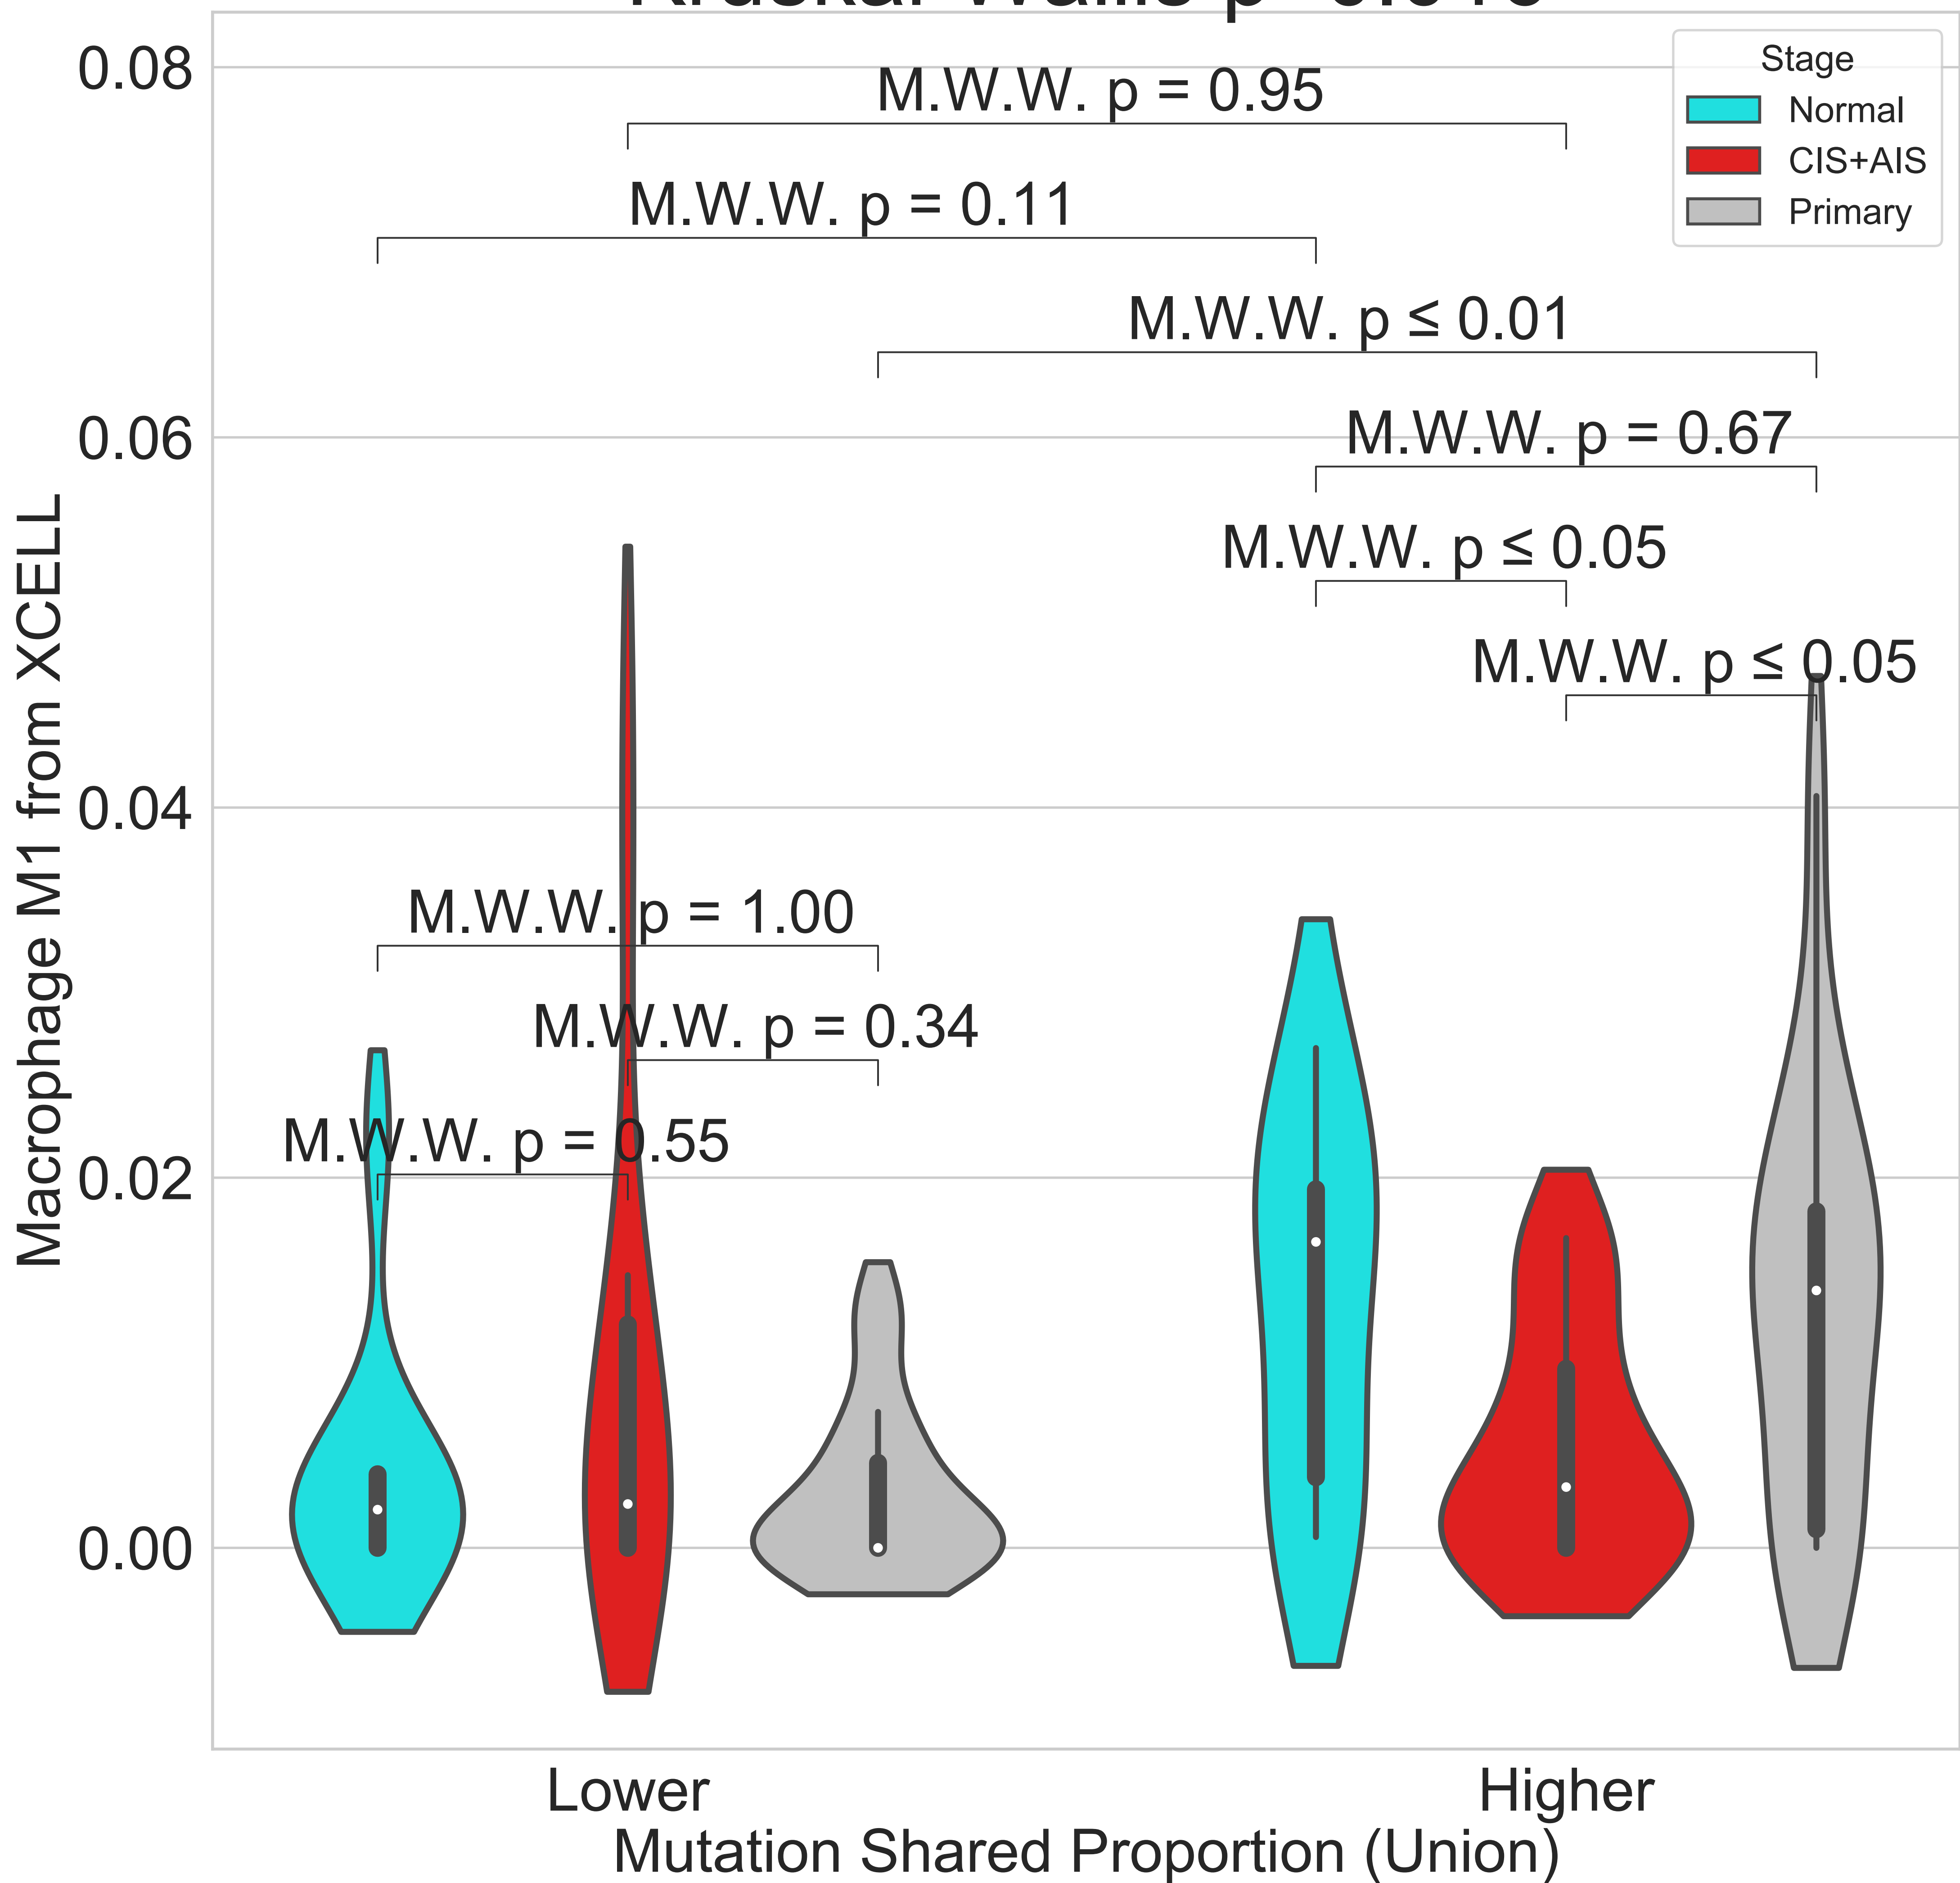 0.08
0.06
0.04
0.02
0.00
Macrophage M1 from XCELL
Stage
Normal
CIS+AIS
Primary
M.W.W. p = 0.95
M.W.W. p = 0.11
M.W.W. p ≤ 0.01
M.W.W. p = 0.67
M.W.W. p ≤ 0.05
M.W.W. p ≤ 0.05
M.W.W. p = 1.00
M.W.W. p = 0.34
M.W.W. p = 0.55
Lower
Higher
Mutation Shared Proportion (Union)